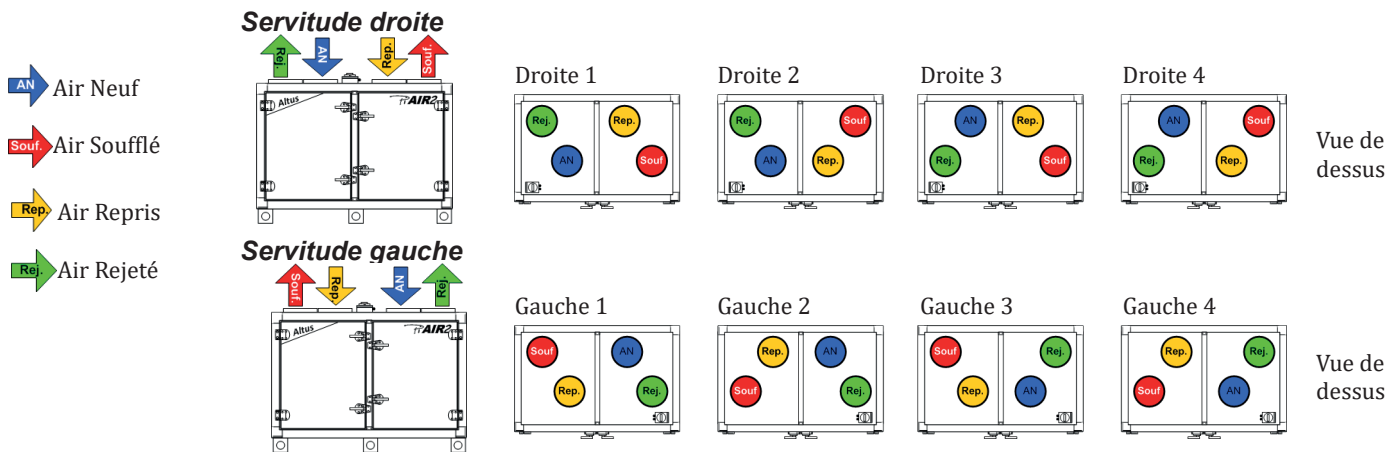 Servitude droite
Rej. AN Rep. Souf.
Altus
AIR2
AN Air Neuf
Souf. Air Soufflé
Rep. Air Repris
Rej. Air Rejeté
Droite 1 Droite 2 Droite 3 Droite 4
Rej. Rep. Rej. Souf AN Rep. AN Souf
AN Souf AN Rep. Rej. Souf Rej. Rep.
Vue de
dessus
Servitude gauche
Souf. Rep. AN Rej.
Altus
AIR2
Gauche 1 Gauche 2 Gauche 3 Gauche 4
Souf AN Rep. AN Souf Rej. Rep. Rej.
Rep. Rej. Souf Rej. Rep. AN Souf AN
Vue de
dessus